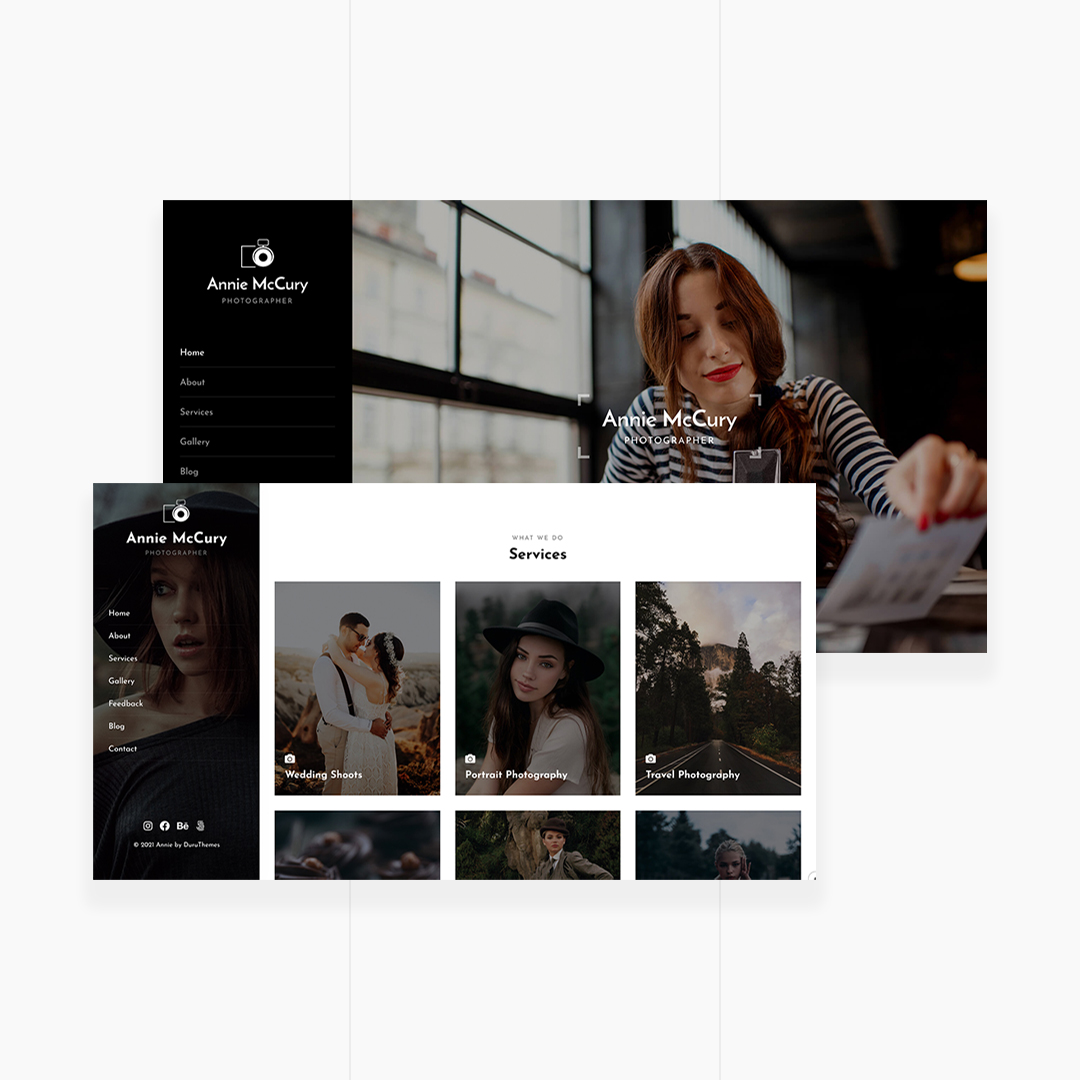 Annie McCury
PHOTOGRAPHER
Home
About
Services
Gallery
Blog
Annie McCury
PHOTOGRAPHER
Annie McCury
PHOTOGRAPHER
Home
About
Services
Gallery
Feedback
Blog
Contact
Bē
© 2021 Annie by DuruThemes
WHAT WE DO
Services
Wedding Shoots
Portrait Photography
Travel Photography